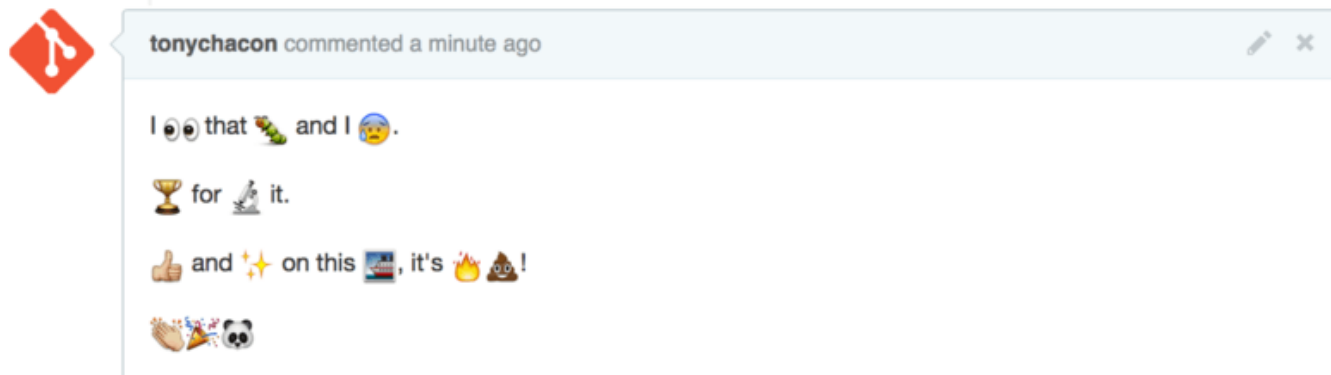 tonychacon commented a minute ago
I 👀 that 🐛 and I 😰.
🏆 for 🔬 it.
👍 and ✨ on this 🚢, it's 🔥💩!
👏🎉🐼